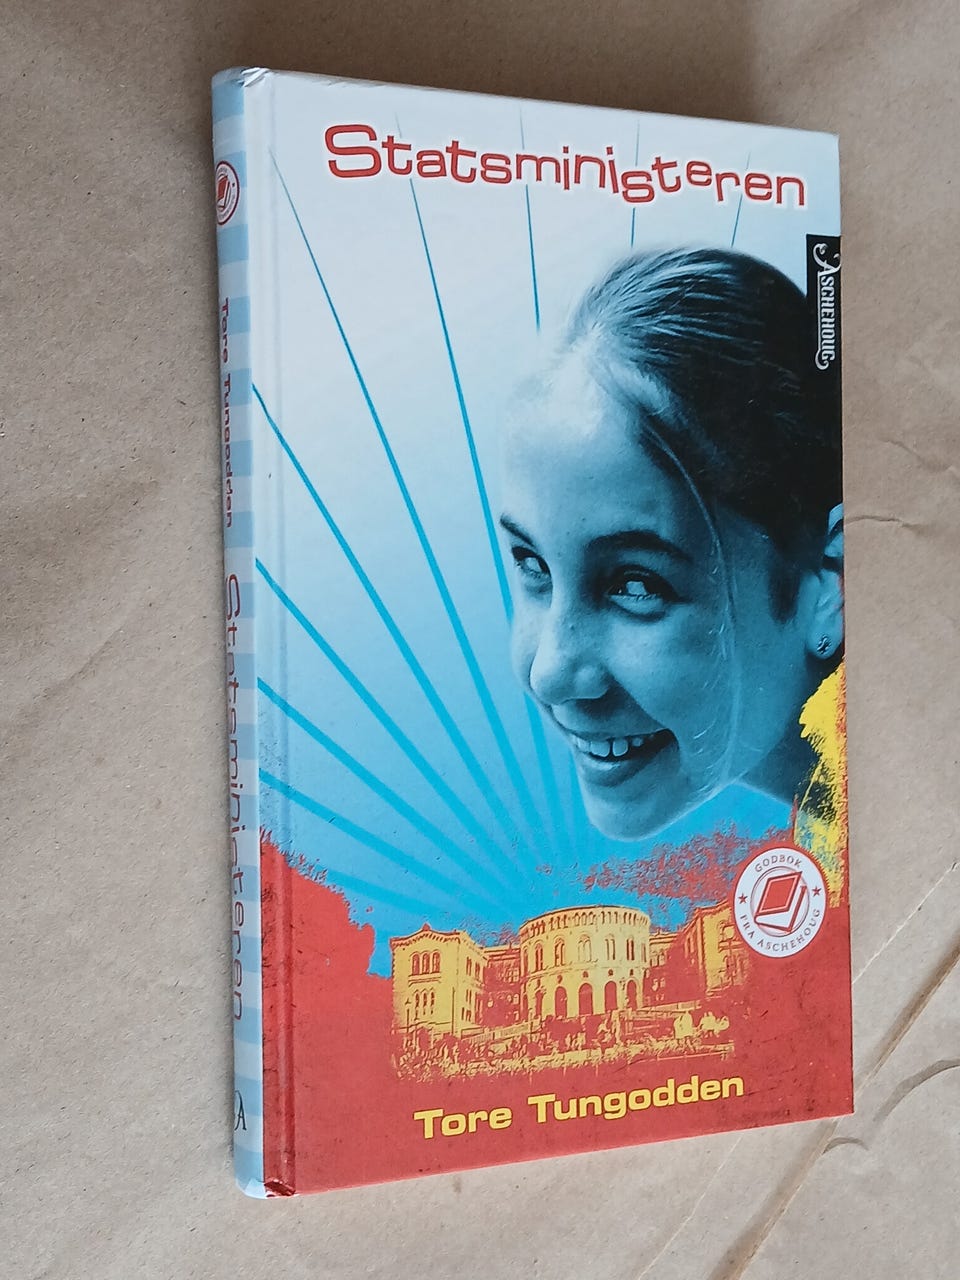 Statsministeren
ASCHEHOUG
GODBOK
FRA ASCHEHOUG
Tore Tungodden
Tore Tungodden
Statsministeren
A